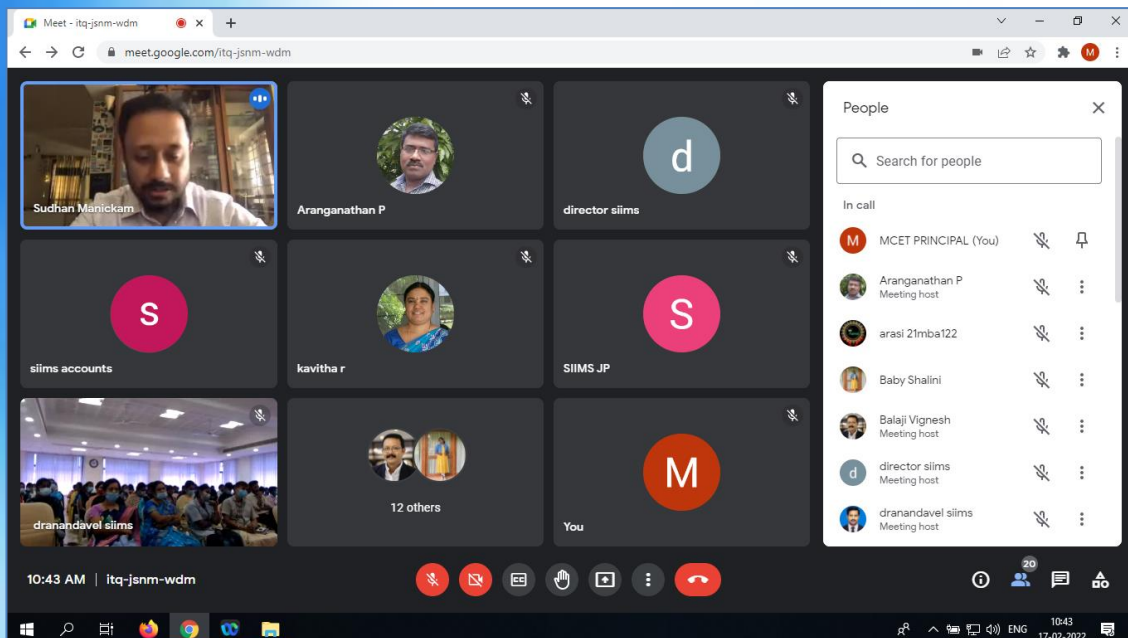 Meet - itq-jsnm-wdm
meet.google.com/itq-jsnm-wdm
M
Sudhan Manickam
Aranganathan P
d
director siims
s
siims accounts
kavitha r
S
SIIMS JP
dranandavel siims
12 others
M
You
People
Search for people
In call
M MCET PRINCIPAL (You)
Aranganathan P
Meeting host
arasi 21mba122
Baby Shalini
Balaji Vignesh
Meeting host
d director siims
Meeting host
dranandavel siims
Meeting host
10:43 AM | itq-jsnm-wdm
CC
20
ENG
10:43
17-02-2022